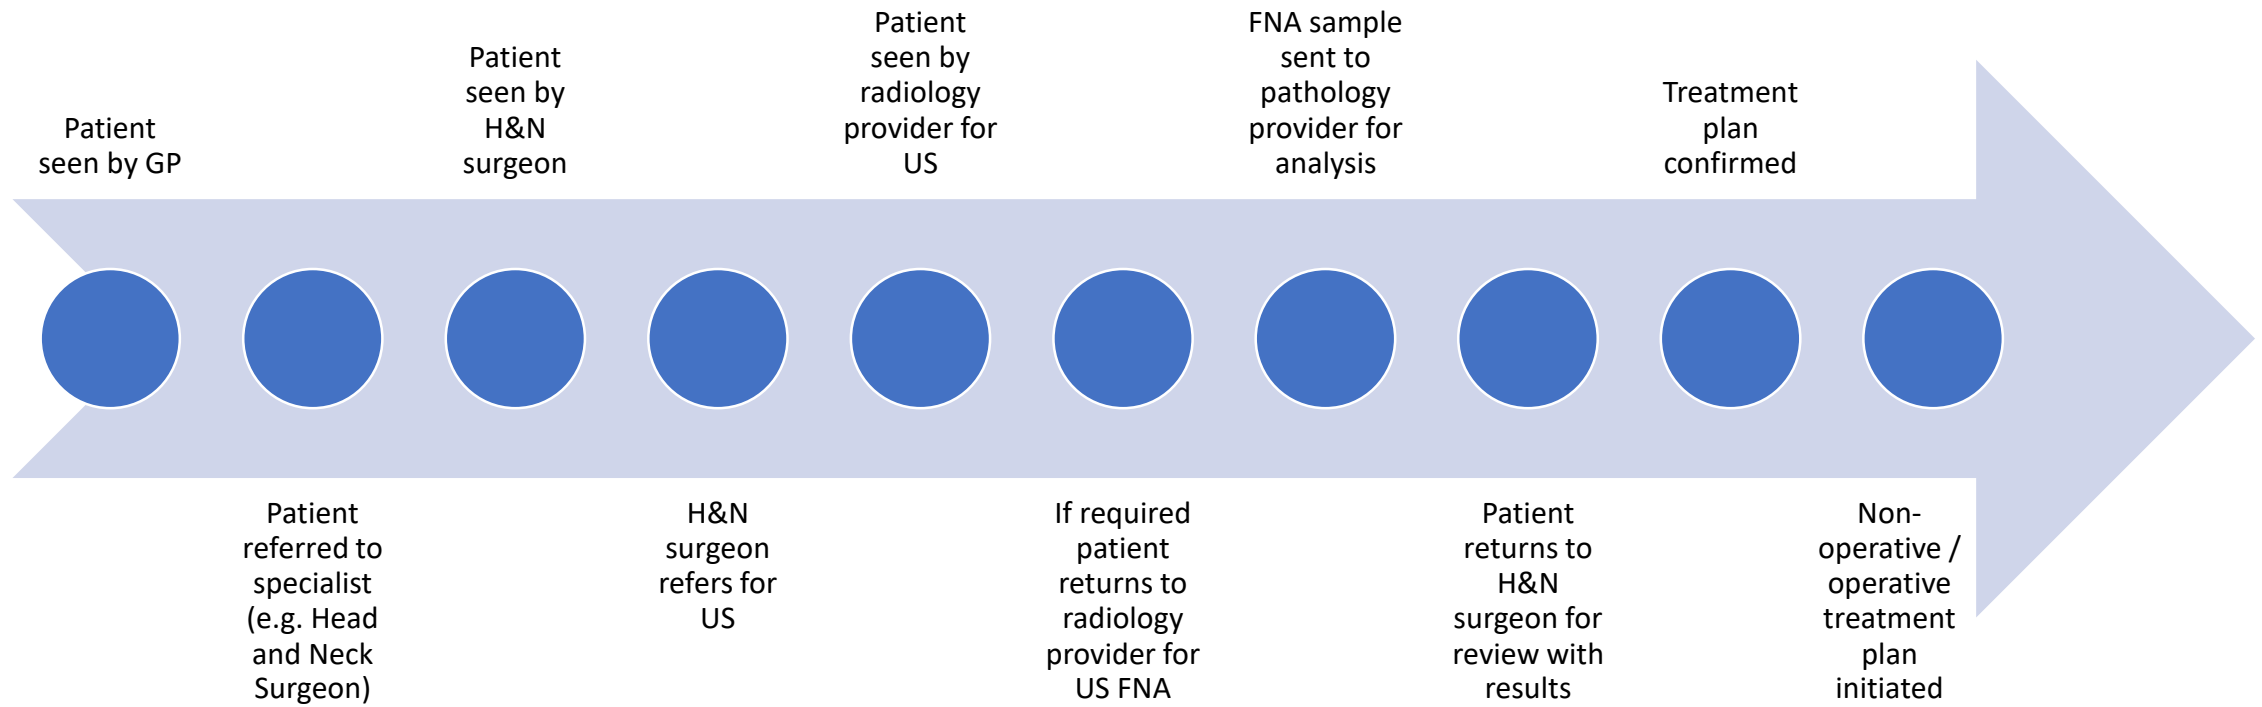 Patient
seen by GP
Patient
referred to
specialist
(e.g. Head
and Neck
Surgeon)
Patient
seen by
H&N
surgeon
H&N
surgeon
refers for
US
Patient
seen by
radiology
provider for
US
If required
patient
returns to
radiology
provider for
US FNA
FNA sample
sent to
pathology
provider for
analysis
Patient
returns to
H&N
surgeon for
review with
results
Treatment
plan
confirmed
Non-
operative /
operative
treatment
plan
initiated